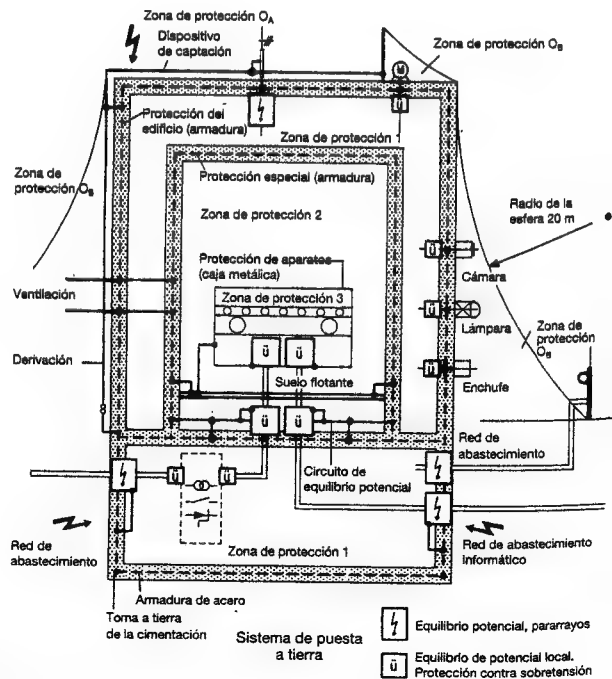 Zona de protección O_A
Dispositivo
de captación
Zona de protección O_B
Protección del
edificio (armadura)
Zona de protección 1
Protección especial (armadura)
Zona de
protección O_B
Zona de protección 2
Radio de la
esfera 20 m
Protección de aparatos
(caja metálica)
Zona de protección 3
ü
Cámara
Ventilación
ü
Lámpara
Zona de
protección
O_B
Derivación
ü
ü
ü
Suelo flotante
ü
Enchufe
ü
ü
Red de
abastecimiento
Circuito de
equilibrio potencial
ü
ü
Red de
abastecimiento
Zona de protección 1
Red de abastecimiento
Informático
Armadura de acero
Toma a tierra
de la cimentación
Sistema de puesta
a tierra
Equilibrio potencial, pararrayos
ü
Equilibrio de potencial local.
Protección contra sobretensión